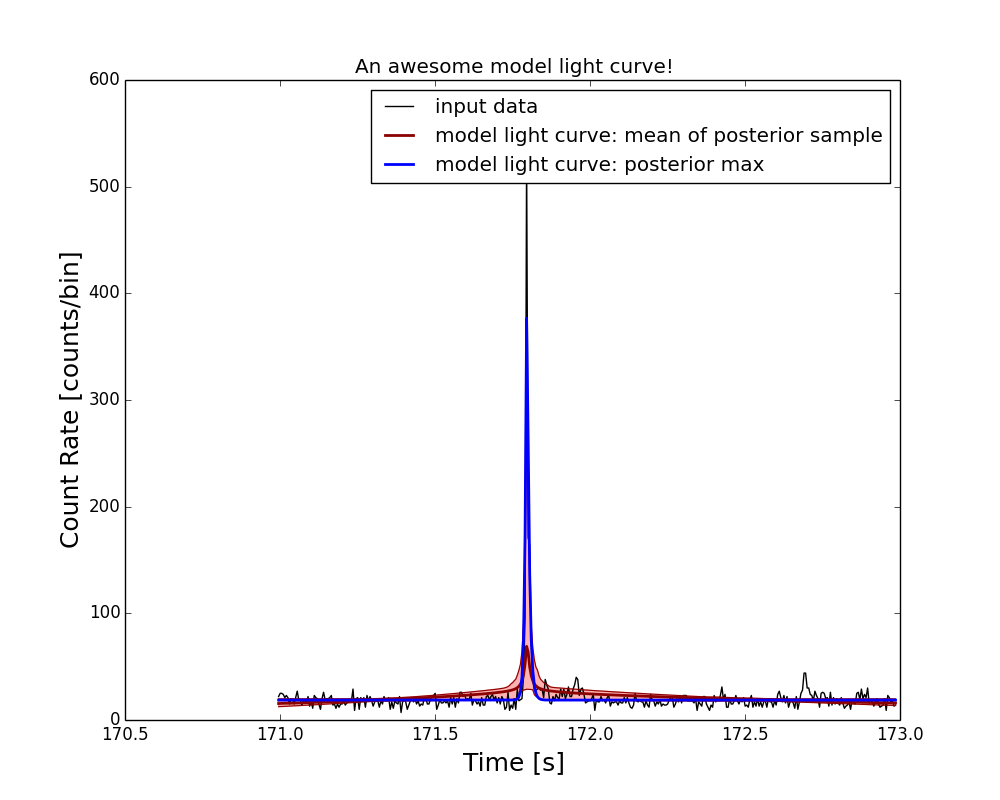 An awesome model light curve!
600
500
400
300
200
100
0
input data
model light curve: mean of posterior sample
model light curve: posterior max
Count Rate [counts/bin]
170.5 171.0 171.5 172.0 172.5 173.0
Time [s]